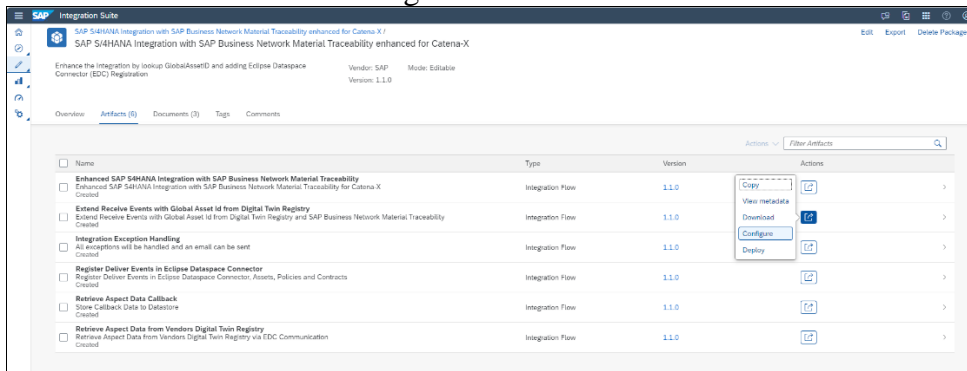 SAP Integration Suite
SAP S/4HANA Integration with SAP Business Network Material Traceability enhanced for Catena-X /
SAP S/4HANA Integration with SAP Business Network Material Traceability enhanced for Catena-X
Edit Export Delete Package
Enhance the Integration by lookup GlobalAssetID and adding Eclipse Dataspace
Connector (EDC) Registration
Vendor: SAP Mode: Editable
Version: 1.1.0
Overview Artifacts (6) Documents (3) Tags Comments
Actions Filter Artifacts
Name Type Version Actions
Enhanced SAP S4HANA Integration with SAP Business Network Material Traceability
Enhanced SAP S4HANA Integration with SAP Business Network Material Traceability for Catena-X
Created
Integration Flow 1.1.0
Extend Receive Events with Global Asset Id from Digital Twin Registry
Extend Receive Events with Global Asset Id from Digital Twin Registry and SAP Business Network Material Traceability
Created
Integration Flow 1.1.0
Copy
View metadata
Download
Configure
Deploy
Integration Exception Handling
All exceptions will be handled and an email can be sent
Created
Integration Flow 1.1.0
Register Deliver Events in Eclipse Dataspace Connector
Register Deliver Events in Eclipse Dataspace Connector, Assets, Policies and Contracts
Created
Integration Flow 1.1.0
Retrieve Aspect Data Callback
Store Callback Data to Datastore
Created
Integration Flow 1.1.0
Retrieve Aspect Data from Vendors Digital Twin Registry
Retrieve Aspect Data from Vendors Digital Twin Registry via EDC Communication
Created
Integration Flow 1.1.0